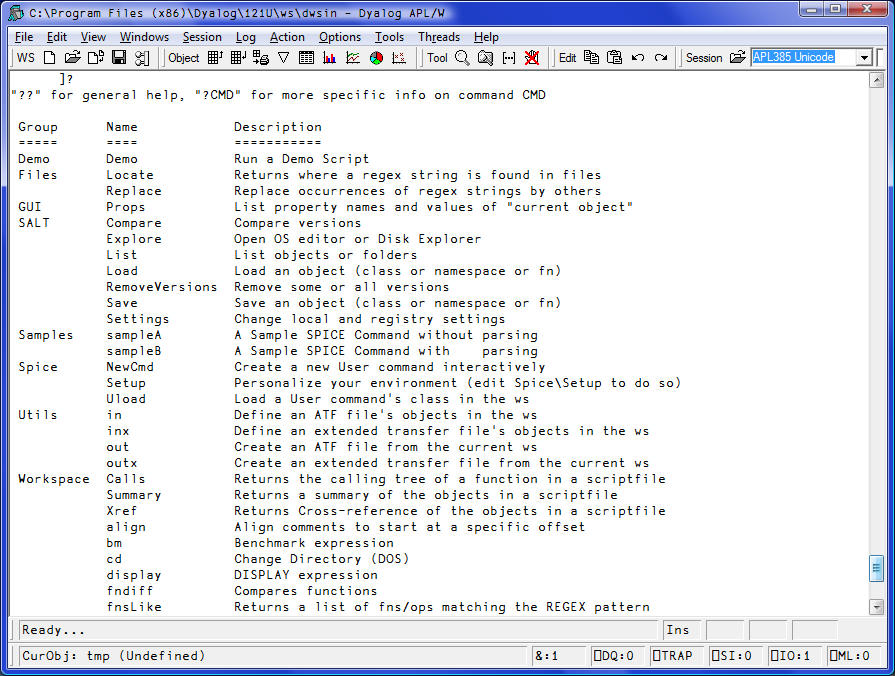 C:\Program Files (x86)\Dyalog\121U\ws\dwsin - Dyalog APL/W
File Edit View Windows Session Log Action Options Tools Threads Help
WS Object Tool Edit Session APL385 Unicode
]?
"??" for general help, "?CMD" for more specific info on command CMD
Group Name Description
===== ==== ===========
Demo Demo Run a Demo Script
Files Locate Returns where a regex string is found in files
Replace Replace occurrences of regex strings by others
GUI Props List property names and values of "current object"
SALT Compare Compare versions
Explore Open OS editor or Disk Explorer
List List objects or folders
Load Load an object (class or namespace or fn)
RemoveVersions Remove some or all versions
Save Save an object (class or namespace or fn)
Settings Change local and registry settings
Samples sampleA A Sample SPICE Command without parsing
sampleB A Sample SPICE Command with    parsing
Spice NewCmd Create a new User command interactively
Setup Personalize your environment (edit Spice\Setup to do so)
Uload Load a User command's class in the ws
Utils in Define an ATF file's objects in the ws
inx Define an extended transfer file's objects in the ws
out Create an ATF file from the current ws
outx Create an extended transfer file from the current ws
Workspace Calls Returns the calling tree of a function in a scriptfile
Summary Returns a summary of the objects in a scriptfile
Xref Returns Cross-reference of the objects in a scriptfile
align Align comments to start at a specific offset
bm Benchmark expression
cd Change Directory (DOS)
display DISPLAY expression
fndiff Compares functions
fnsLike Returns a list of fns/ops matching the REGEX pattern
Ready... Ins
CurObj: tmp (Undefined) &:1 ⎕DQ:0 ⎕TRAP ⎕SI:0 ⎕IO:1 ⎕ML:0